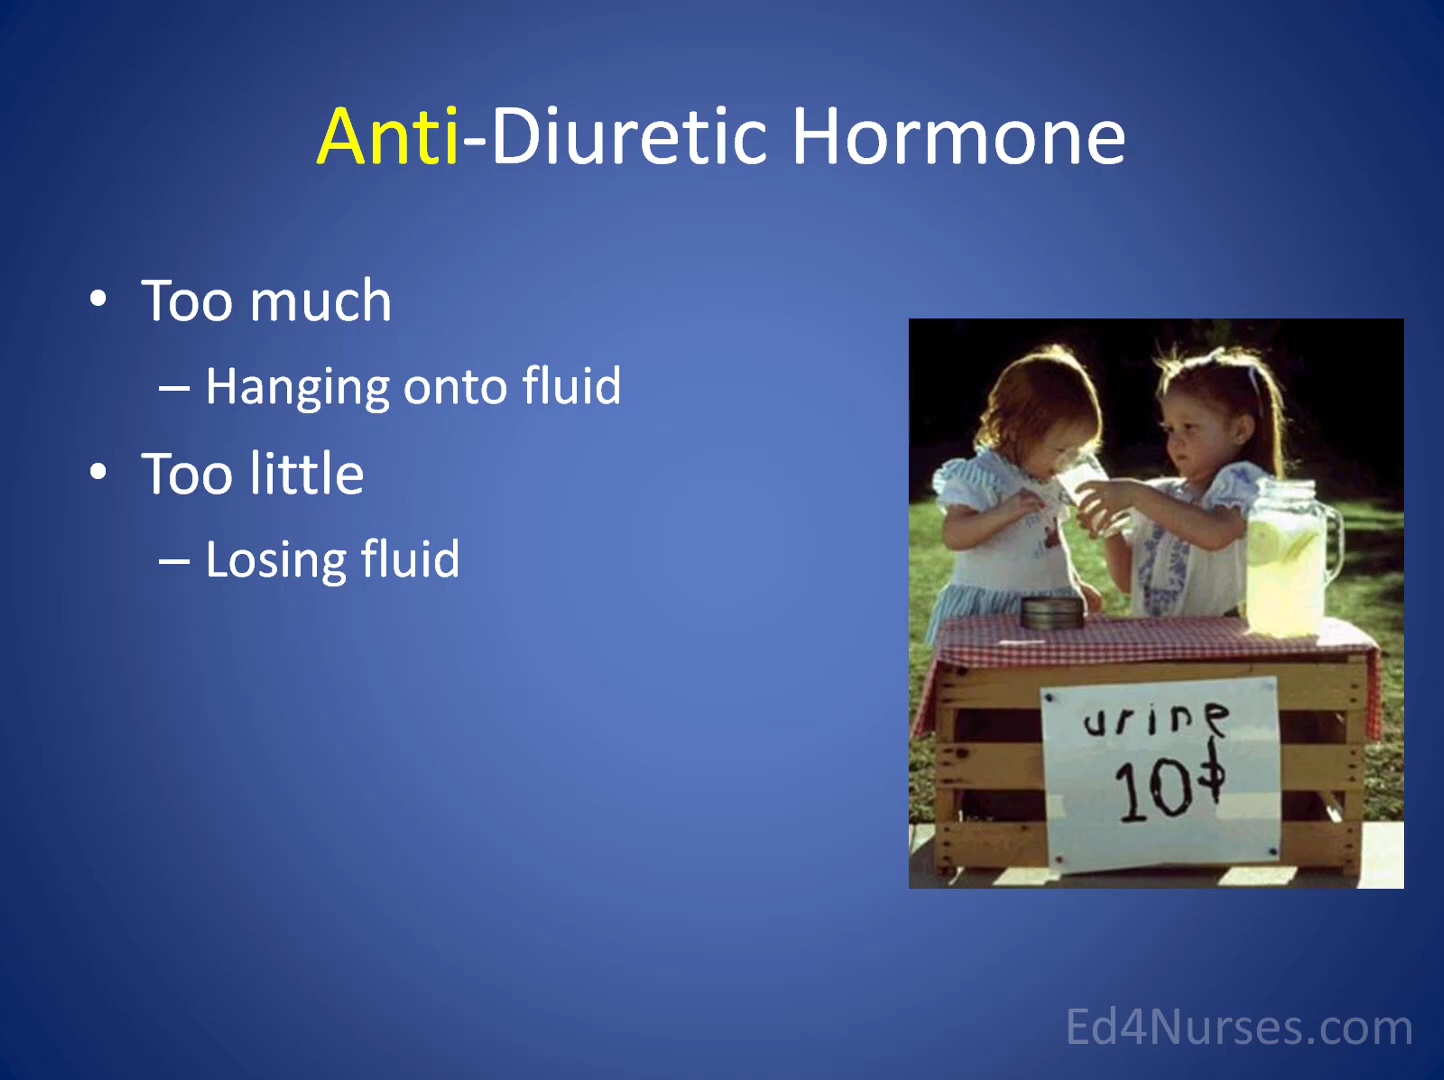 Anti-Diuretic Hormone
• Too much
– Hanging onto fluid
• Too little
– Losing fluid
urine
10$
Ed4Nurses.com